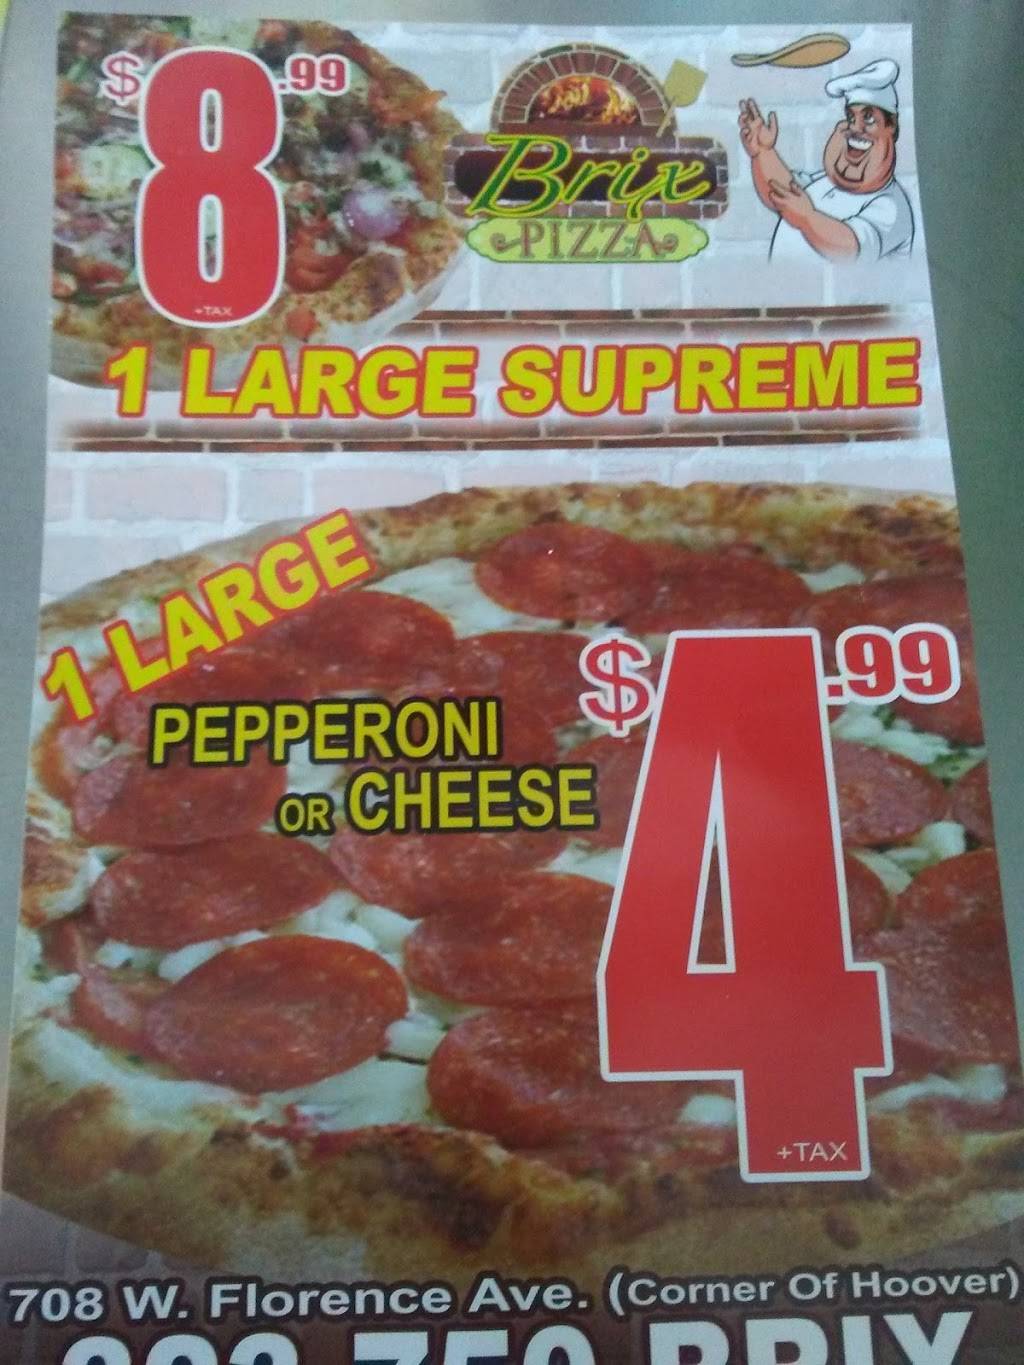 $8.99
+TAX
Brix
PIZZA
1 LARGE SUPREME
1 LARGE
PEPPERONI
OR CHEESE
$4.99
+TAX
708 W. Florence Ave. (Corner Of Hoover)
BRIX